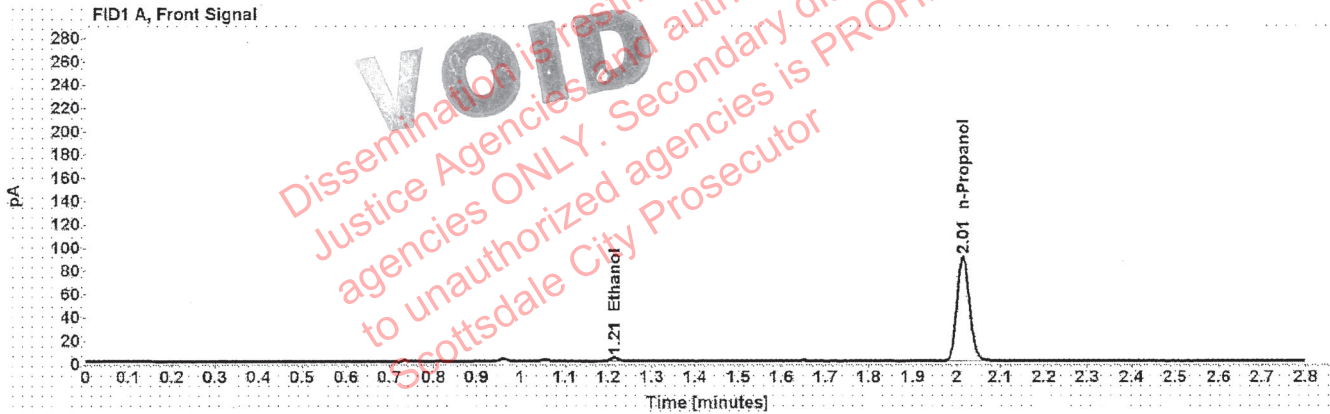 FID1 A, Front Signal
VOID
Dissemination is
Justice Agencies and
agencies ONLY. Secondary
to unauthorized agencies is
Scottsdale City Prosecutor
pA
280
260
240
220
200
180
160
140
120
100
80
60
40
20
0
1.21 Ethanol
2.01 n-Propanol
0 0.1 0.2 0.3 0.4 0.5 0.6 0.7 0.8 0.9 1 1.1 1.2 1.3 1.4 1.5 1.6 1.7 1.8 1.9 2 2.1 2.2 2.3 2.4 2.5 2.6 2.7 2.8
Time [minutes]